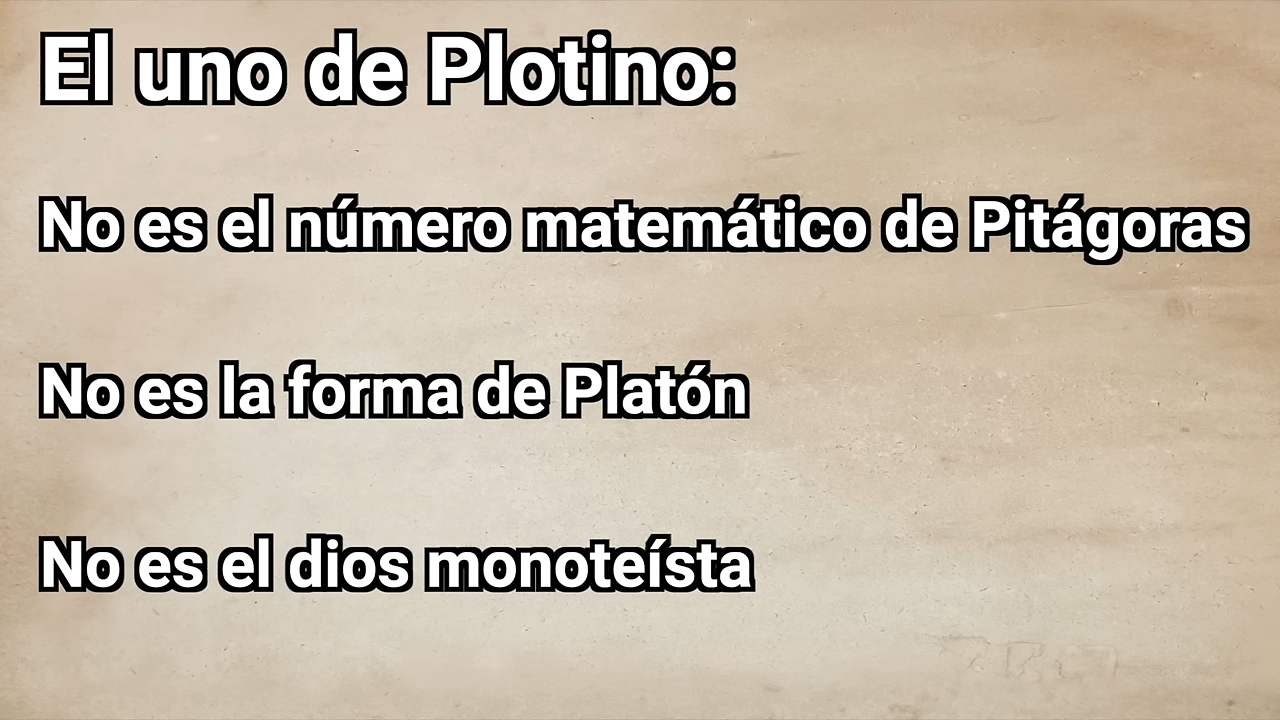 El uno de Plotino:
No es el número matemático de Pitágoras
No es la forma de Platón
No es el dios monoteísta